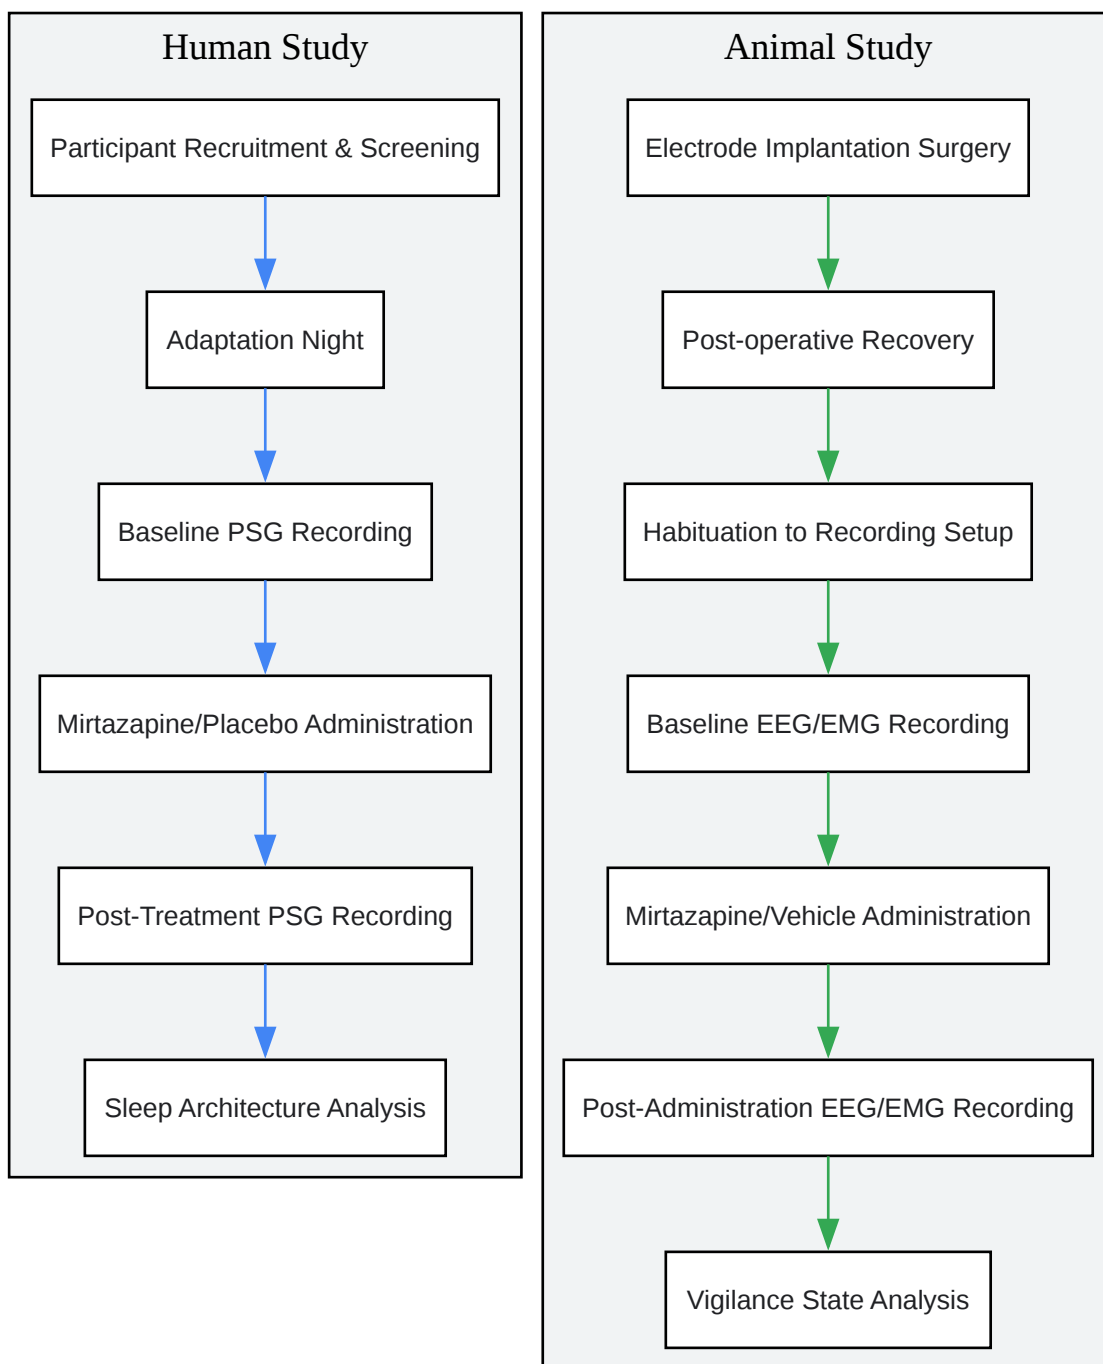 Human Study
Participant Recruitment & Screening
Adaptation Night
Baseline PSG Recording
Mirtazapine/Placebo Administration
Post-Treatment PSG Recording
Sleep Architecture Analysis
Animal Study
Electrode Implantation Surgery
Post-operative Recovery
Habituation to Recording Setup
Baseline EEG/EMG Recording
Mirtazapine/Vehicle Administration
Post-Administration EEG/EMG Recording
Vigilance State Analysis